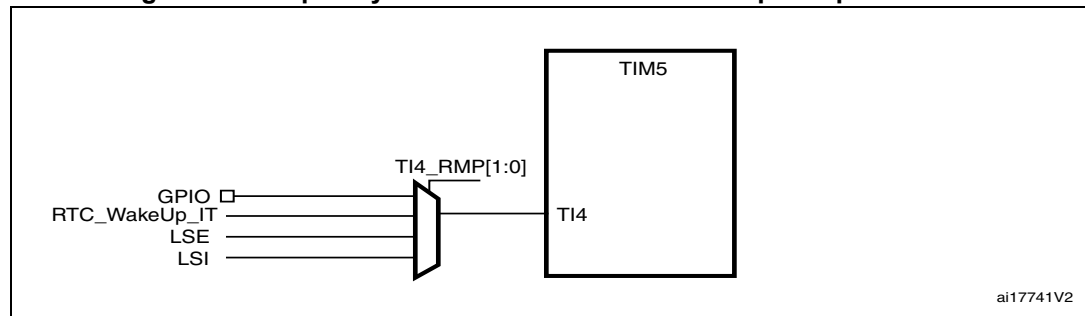 TIM5
TI4_RMP[1:0]
GPIO
RTC_WakeUp_IT
TI4
LSE
LSI
ai17741V2